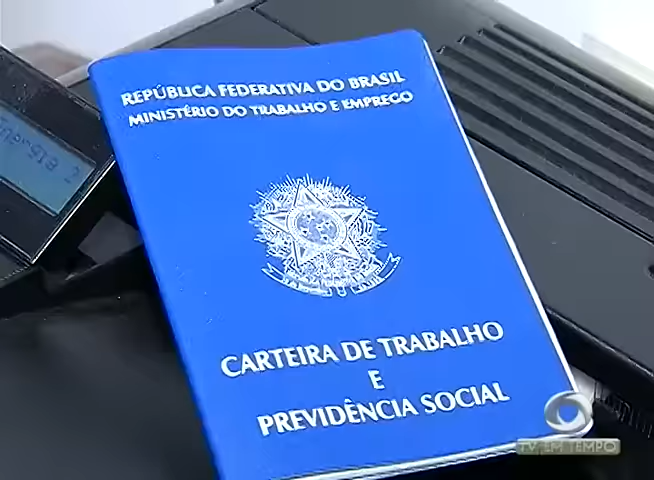 REPÚBLICA FEDERATIVA DO BRASIL
MINISTÉRIO DO TRABALHO E EMPREGO
CARTEIRA DE TRABALHO
E
PREVIDÊNCIA SOCIAL
TV EM TEMPO